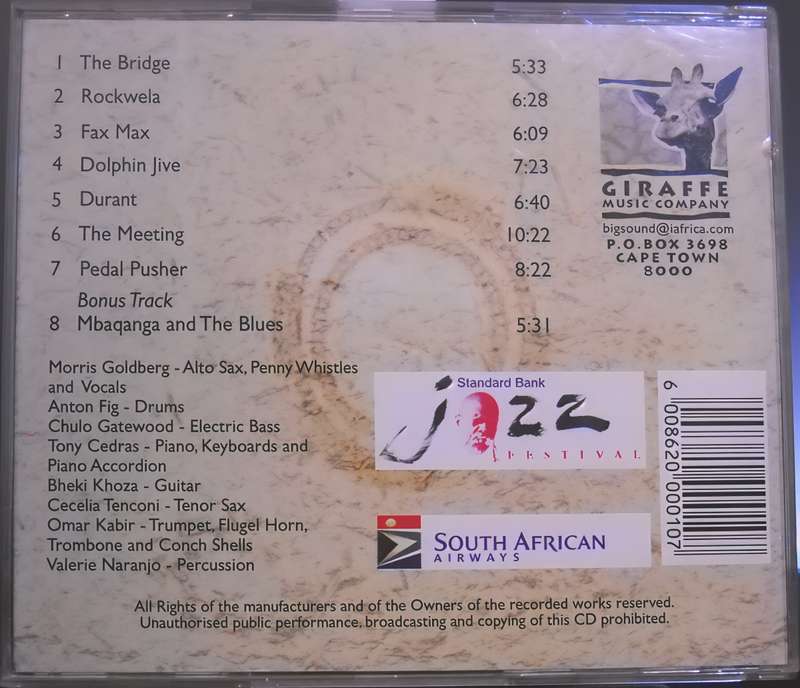 1 The Bridge 5:33
2 Rockwela 6:28
3 Fax Max 6:09
4 Dolphin Jive 7:23
5 Durant 6:40
6 The Meeting 10:22
7 Pedal Pusher 8:22
Bonus Track
8 Mbaqanga and The Blues 5:31
GIRAFFE
MUSIC COMPANY
bigsound@iafrica.com
P.O.BOX 3698
CAPE TOWN
8000
Morris Goldberg - Alto Sax, Penny Whistles
and Vocals
Anton Fig - Drums
Chulo Gatewood - Electric Bass
Tony Cedras - Piano, Keyboards and
Piano Accordion
Bheki Khoza - Guitar
Cecelia Tenconi - Tenor Sax
Omar Kabir - Trumpet, Flugel Horn,
Trombone and Conch Shells
Valerie Naranjo - Percussion
Standard Bank
jazz
FESTIVAL
SOUTH AFRICAN
AIRWAYS
6 008620 000107
All Rights of the manufacturers and of the Owners of the recorded works reserved.
Unauthorised public performance, broadcasting and copying of this CD prohibited.